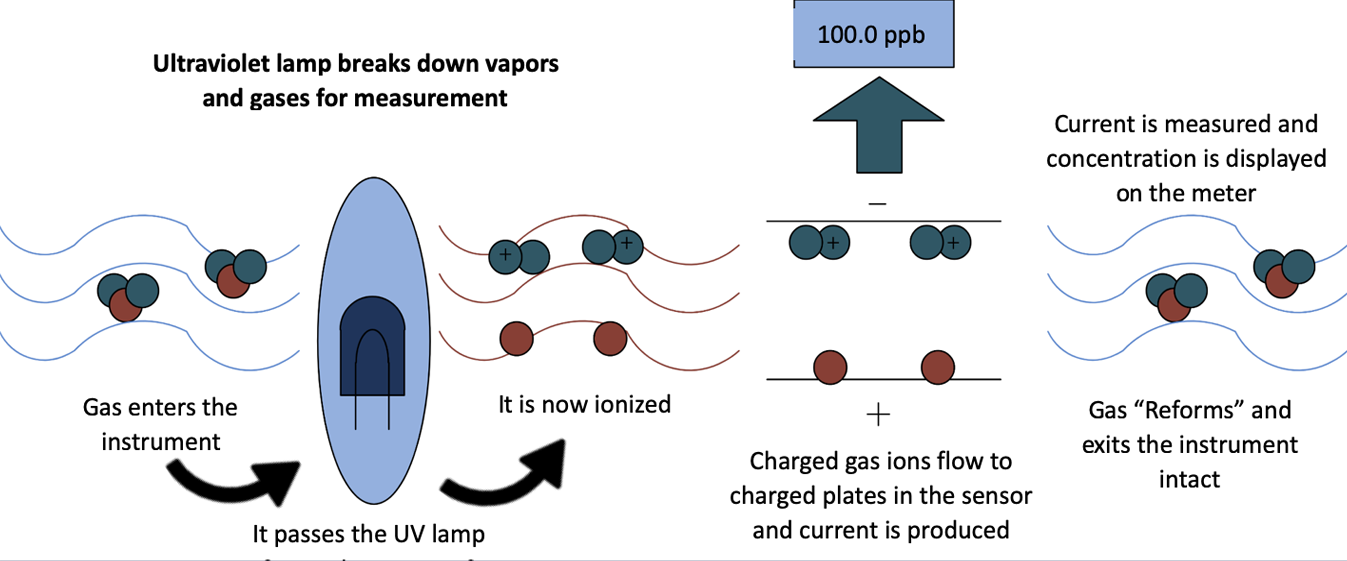 Ultraviolet lamp breaks down vapors
and gases for measurement
100.0 ppb
Current is measured and
concentration is displayed
on the meter
−
+ +
+ +
Gas enters the
instrument
It is now ionized
+
Gas “Reforms” and
exits the instrument
intact
Charged gas ions flow to
charged plates in the sensor
and current is produced
It passes the UV lamp